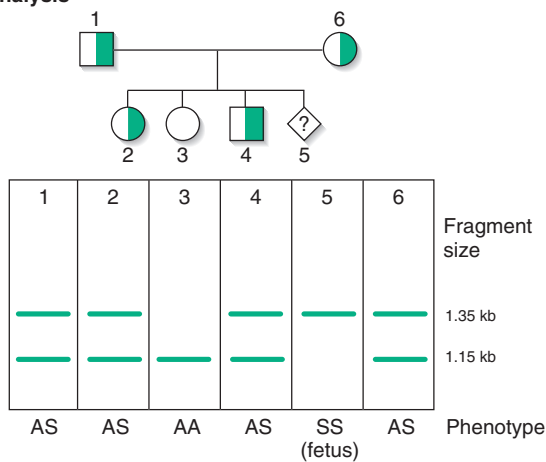 nalysis
1 6
?
2 3 4 5
1 2 3 4 5 6
Fragment
size
1.35 kb
1.15 kb
AS AS AA AS SS AS Phenotype
(fetus)